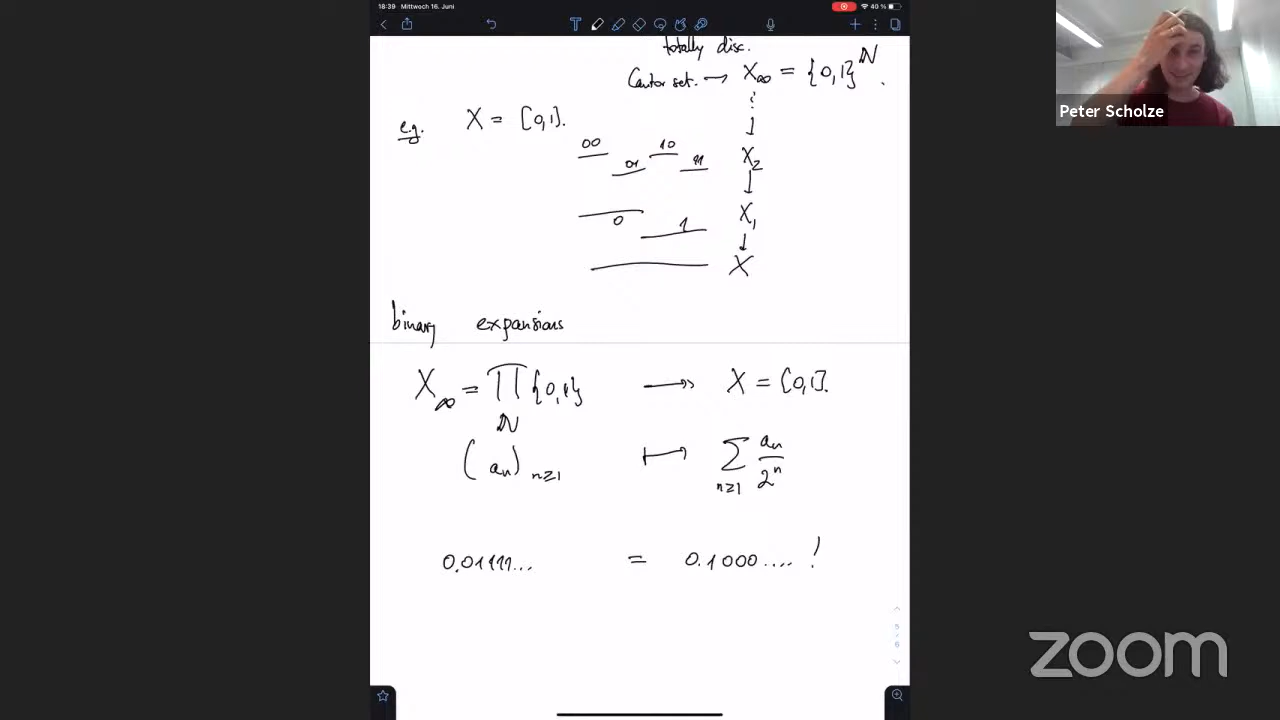 18:39 Mittwoch 16. Juni
40 %
totally disc.
Cantor set. → X∞ = {0,1}^ℕ.
e.g. X = [0,1].
00 01 10 11 X₂
0 1 X₁
X
binary expansions
X∞ = ∏_ℕ {0,1} ↠ X = [0,1].
(aₙ)ₙ≥₁ ↦ ∑ₙ≥₁ aₙ/2ⁿ
0.01111... = 0.1000.... !
Peter Scholze
zoom